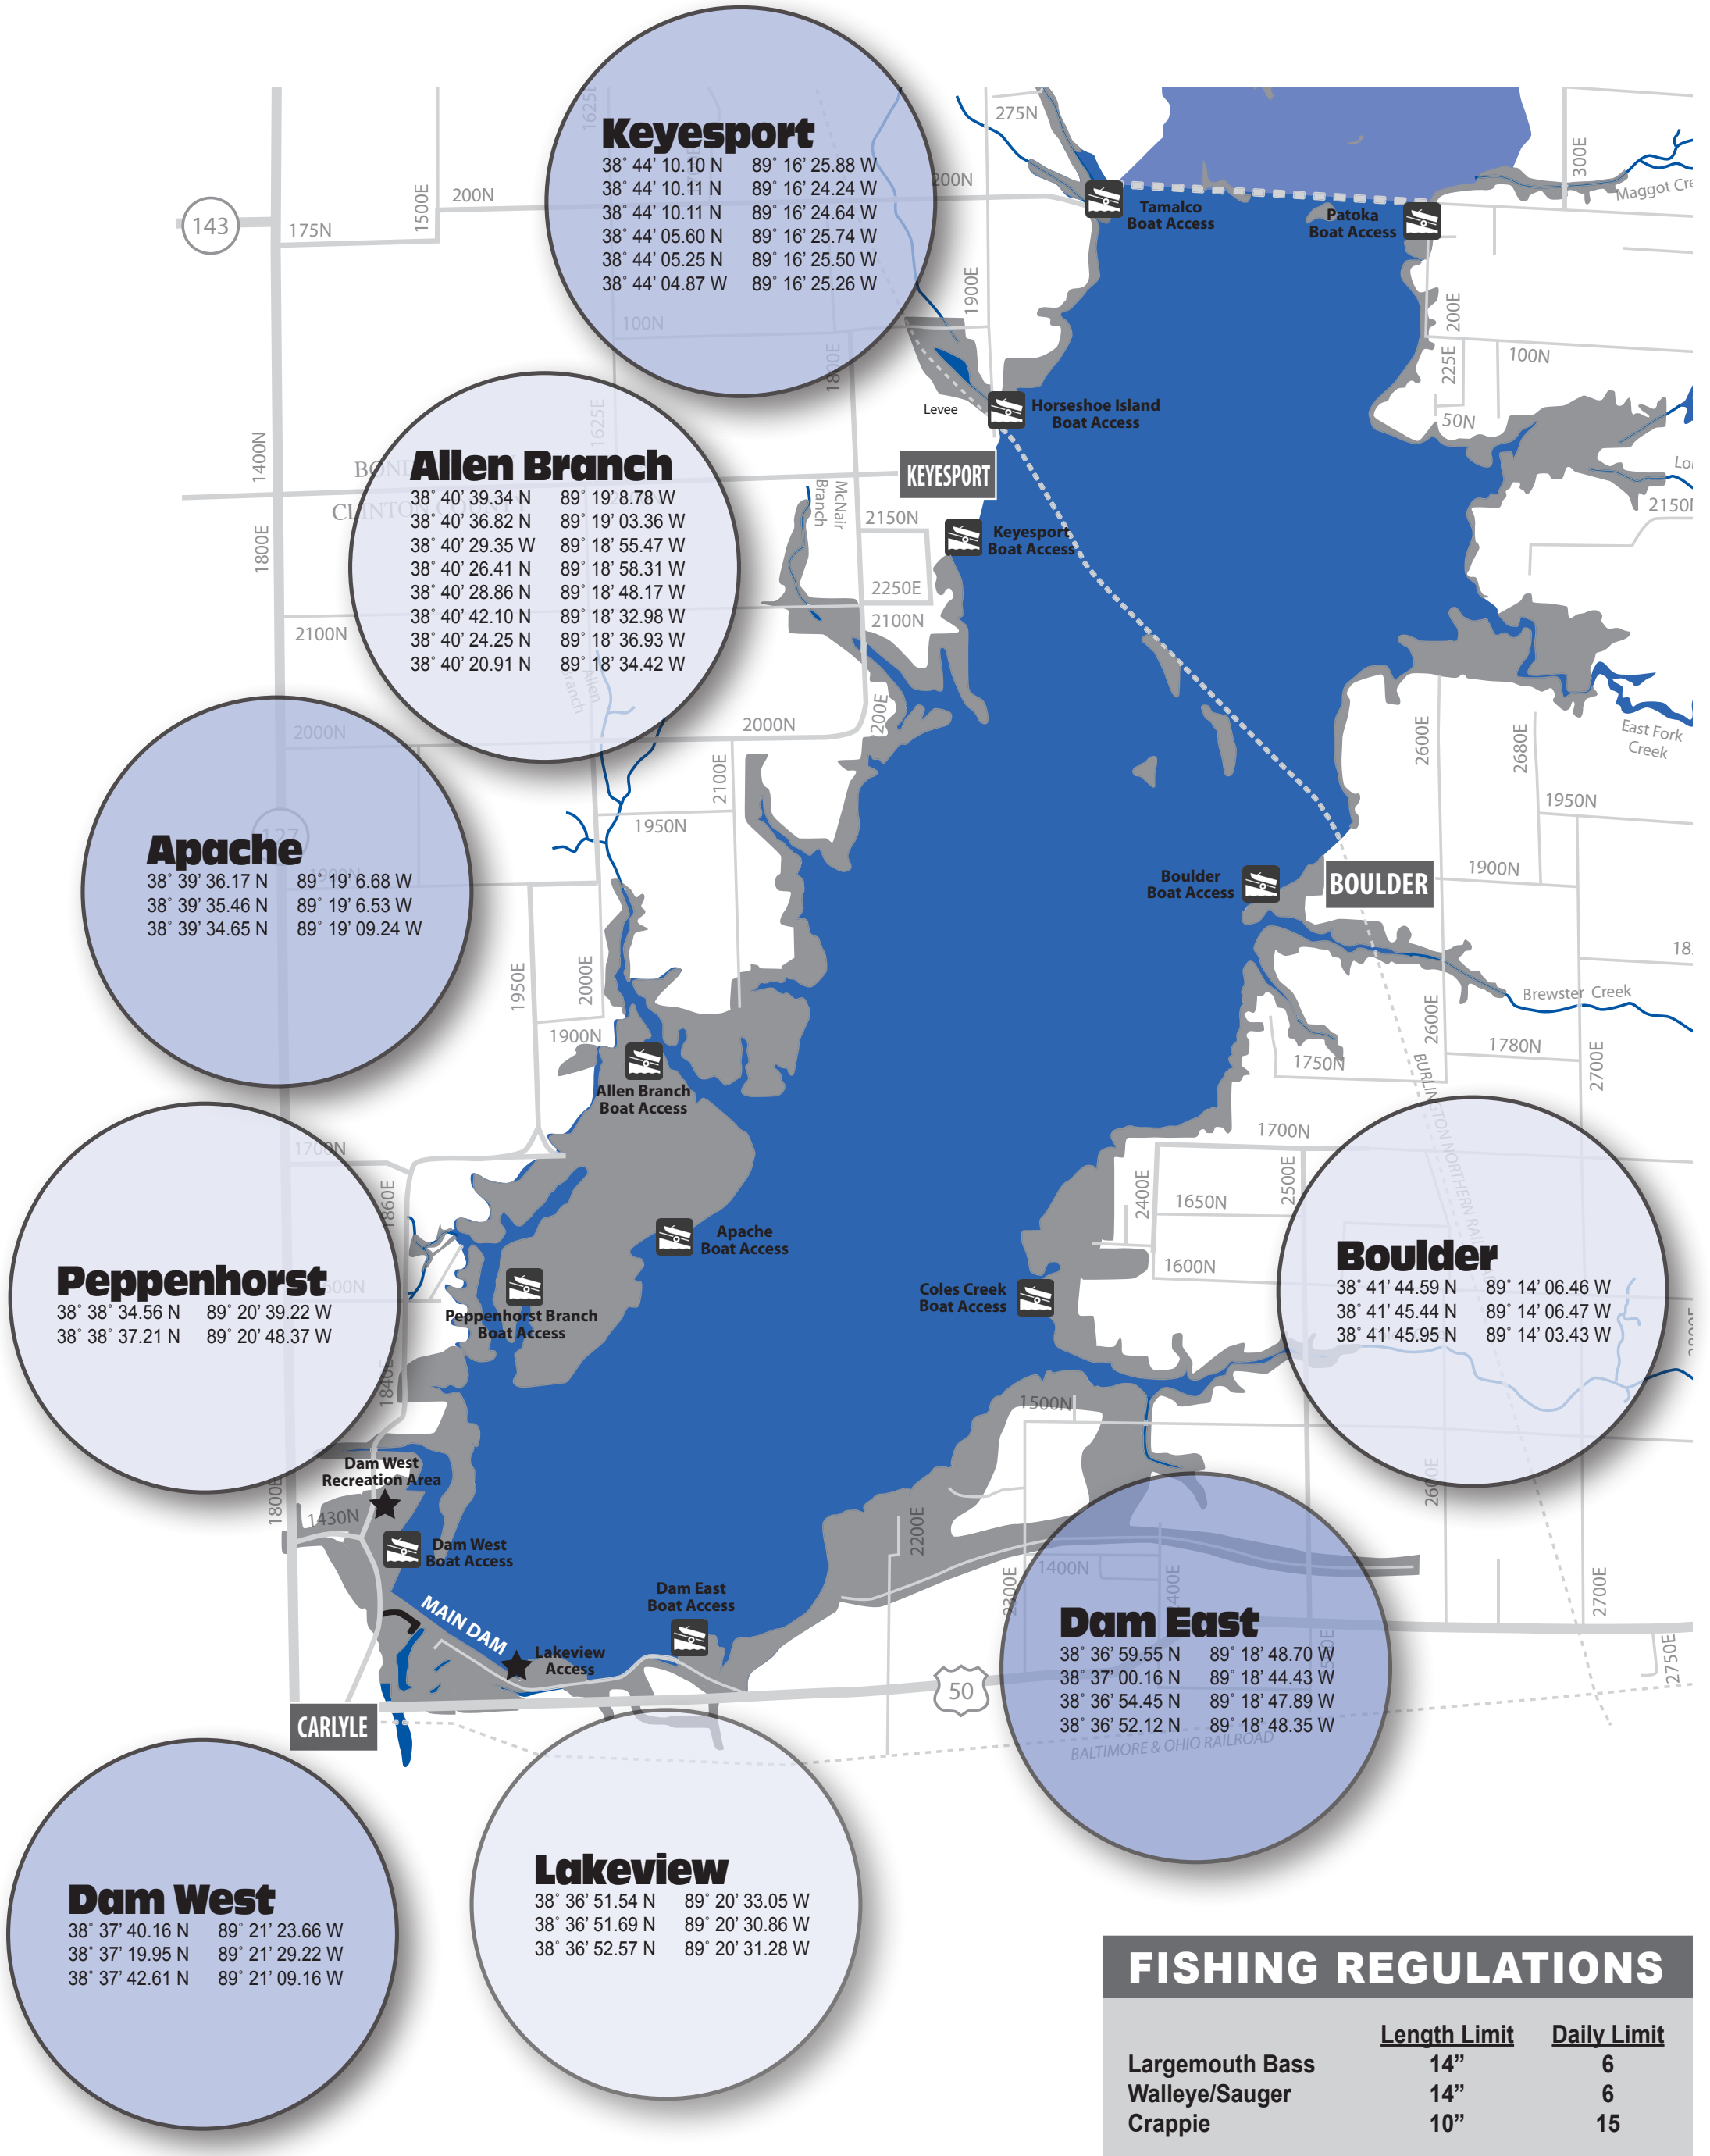 Keyesport
38˚ 44’ 10.10 N 89˚ 16’ 25.88 W
38˚ 44’ 10.11 N 89˚ 16’ 24.24 W
38˚ 44’ 10.11 N 89˚ 16’ 24.64 W
38˚ 44’ 05.60 N 89˚ 16’ 25.74 W
38˚ 44’ 05.25 N 89˚ 16’ 25.50 W
38˚ 44’ 04.87 W 89˚ 16’ 25.26 W
275N
300E
Maggot Cre
200N
1500E
200N
143
175N
Tamalco
Boat Access
Patoka
Boat Access
1900E
200E
100N
1800E
225E
100N
50N
Levee
Horseshoe Island
Boat Access
Allen Branch
38˚ 40’ 39.34 N 89˚ 19’ 8.78 W
38˚ 40’ 36.82 N 89˚ 19’ 03.36 W
38˚ 40’ 29.35 W 89˚ 18’ 55.47 W
38˚ 40’ 26.41 N 89˚ 18’ 58.31 W
38˚ 40’ 28.86 N 89˚ 18’ 48.17 W
38˚ 40’ 42.10 N 89˚ 18’ 32.98 W
38˚ 40’ 24.25 N 89˚ 18’ 36.93 W
38˚ 40’ 20.91 N 89˚ 18’ 34.42 W
1625E
1400N
CLINTON COUNTY
1800E
KEYESPORT
McNair
Branch
2150N
Keyesport
Boat Access
2250E
2100N
2100N
Allen
Branch
2000N
2000N
200E
2600E
2680E
East Fork
Creek
2100E
1950N
1950N
Apache
38˚ 39’ 36.17 N 89˚ 19’ 6.68 W
38˚ 39’ 35.46 N 89˚ 19’ 6.53 W
38˚ 39’ 34.65 N 89˚ 19’ 09.24 W
127
Boulder
Boat Access
BOULDER
1900N
1950E
2000E
1900N
Brewster Creek
2600E
1780N
2700E
1750N
Allen Branch
Boat Access
1700N
1700N
1860E
2400E
2500E
1650N
1600N
Apache
Boat Access
Peppenhorst Branch
Boat Access
Coles Creek
Boat Access
Peppenhorst
38˚ 38’ 34.56 N 89˚ 20’ 39.22 W
38˚ 38’ 37.21 N 89˚ 20’ 48.37 W
1840E
Boulder
38˚ 41’ 44.59 N 89˚ 14’ 06.46 W
38˚ 41’ 45.44 N 89˚ 14’ 06.47 W
38˚ 41’ 45.95 N 89˚ 14’ 03.43 W
1500N
Dam West
Recreation Area
1800E
1430N
Dam West
Boat Access
2200E
2600E
2300E
1400N
2700E
2750E
Dam East
Boat Access
MAIN DAM
Lakeview
Access
50
CARLYLE
Dam East
38˚ 36’ 59.55 N 89˚ 18’ 48.70 W
38˚ 37’ 00.16 N 89˚ 18’ 44.43 W
38˚ 36’ 54.45 N 89˚ 18’ 47.89 W
38˚ 36’ 52.12 N 89˚ 18’ 48.35 W
BALTIMORE & OHIO RAILROAD
Dam West
38˚ 37’ 40.16 N 89˚ 21’ 23.66 W
38˚ 37’ 19.95 N 89˚ 21’ 29.22 W
38˚ 37’ 42.61 N 89˚ 21’ 09.16 W
Lakeview
38˚ 36’ 51.54 N 89˚ 20’ 33.05 W
38˚ 36’ 51.69 N 89˚ 20’ 30.86 W
38˚ 36’ 52.57 N 89˚ 20’ 31.28 W
FISHING REGULATIONS
Length Limit Daily Limit
Largemouth Bass 14” 6
Walleye/Sauger 14” 6
Crappie 10” 15